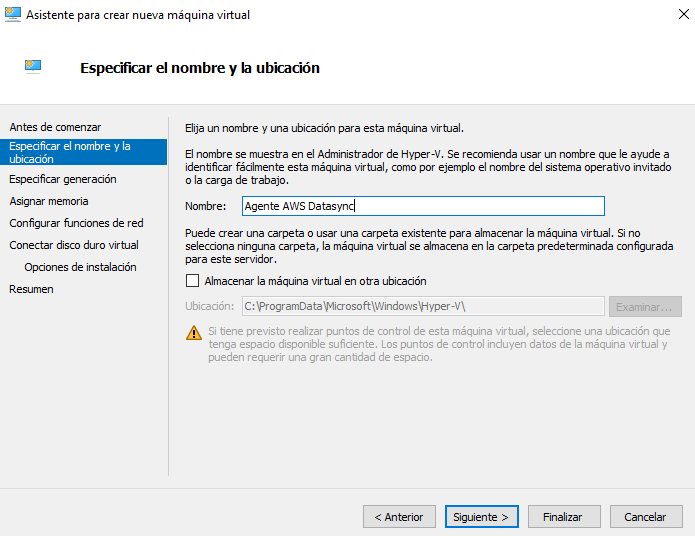 Asistente para crear nueva máquina virtual
Especificar el nombre y la ubicación
Antes de comenzar
Especificar el nombre y la
ubicación
Especificar generación
Asignar memoria
Configurar funciones de red
Conectar disco duro virtual
Opciones de instalación
Resumen
Elija un nombre y una ubicación para esta máquina virtual.
El nombre se muestra en el Administrador de Hyper-V. Se recomienda usar un nombre que le ayude a
identificar fácilmente esta máquina virtual, como por ejemplo el nombre del sistema operativo invitado
o la carga de trabajo.
Nombre: Agente AWS Datasync
Puede crear una carpeta o usar una carpeta existente para almacenar la máquina virtual. Si no
selecciona ninguna carpeta, la máquina virtual se almacena en la carpeta predeterminada configurada
para este servidor.
Almacenar la máquina virtual en otra ubicación
Ubicación: C:\ProgramData\Microsoft\Windows\Hyper-V\ Examinar...
Si tiene previsto realizar puntos de control de esta máquina virtual, seleccione una ubicación que
tenga espacio disponible suficiente. Los puntos de control incluyen datos de la máquina virtual y
pueden requerir una gran cantidad de espacio.
< Anterior Siguiente > Finalizar Cancelar